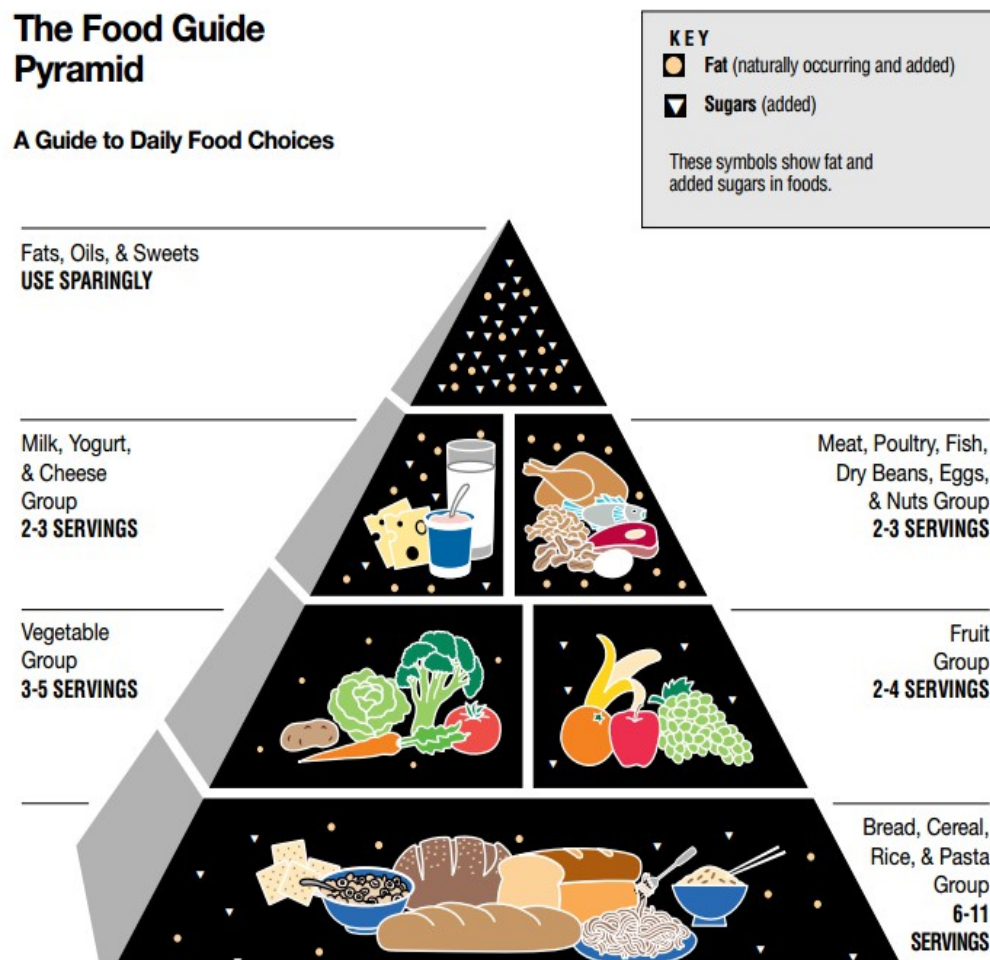 The Food Guide
Pyramid
A Guide to Daily Food Choices
KEY
Fat (naturally occurring and added)
Sugars (added)
These symbols show fat and
added sugars in foods.
Fats, Oils, & Sweets
USE SPARINGLY
Milk, Yogurt,
& Cheese
Group
2-3 SERVINGS
Meat, Poultry, Fish,
Dry Beans, Eggs,
& Nuts Group
2-3 SERVINGS
Vegetable
Group
3-5 SERVINGS
Fruit
Group
2-4 SERVINGS
Bread, Cereal,
Rice, & Pasta
Group
6-11
SERVINGS